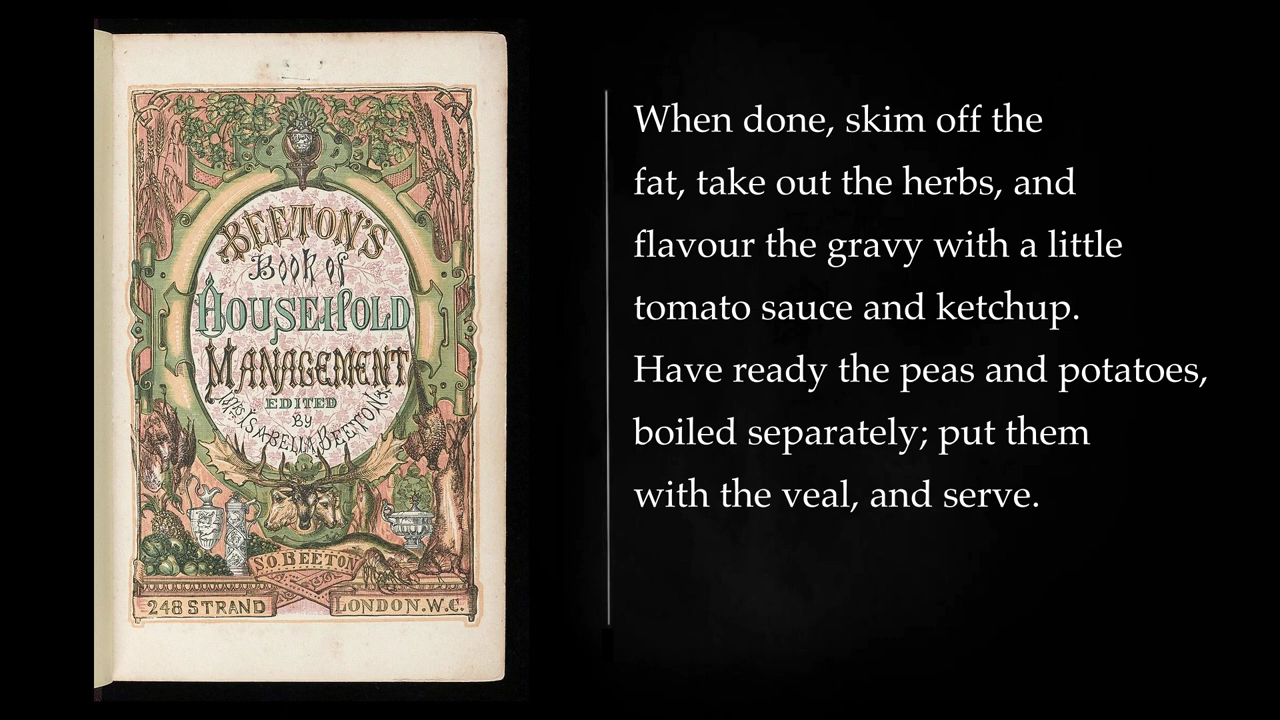 BEETON'S
Book of
HOUSEHOLD
MANAGEMENT
EDITED
BY
MRS ISABELLA BEETON
S.O. BEETON
248 STRAND
LONDON. W.C.
When done, skim off the
fat, take out the herbs, and
flavour the gravy with a little
tomato sauce and ketchup.
Have ready the peas and potatoes,
boiled separately; put them
with the veal, and serve.